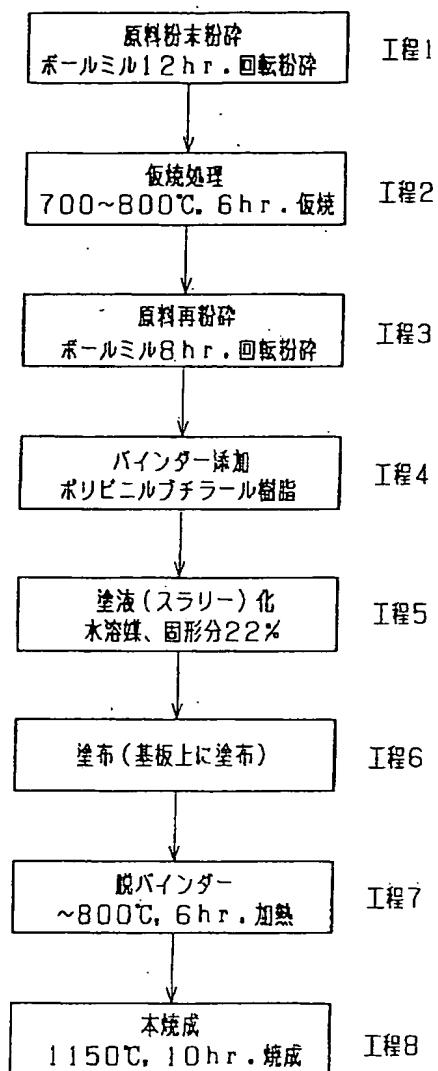 原料粉末粉砕
ボールミル12hr.回転粉砕
工程1
仮焼処理
700~800℃. 6hr.仮焼
工程2
原料再粉砕
ボールミル8hr.回転粉砕
工程3
バインダー添加
ポリビニルブチラール樹脂
工程4
塗液(スラリー)化
水溶媒、固形分22%
工程5
塗布(基板上に塗布)
工程6
脱バインダー
~800℃, 6hr.加熱
工程7
本焼成
1150℃, 10hr.焼成
工程8